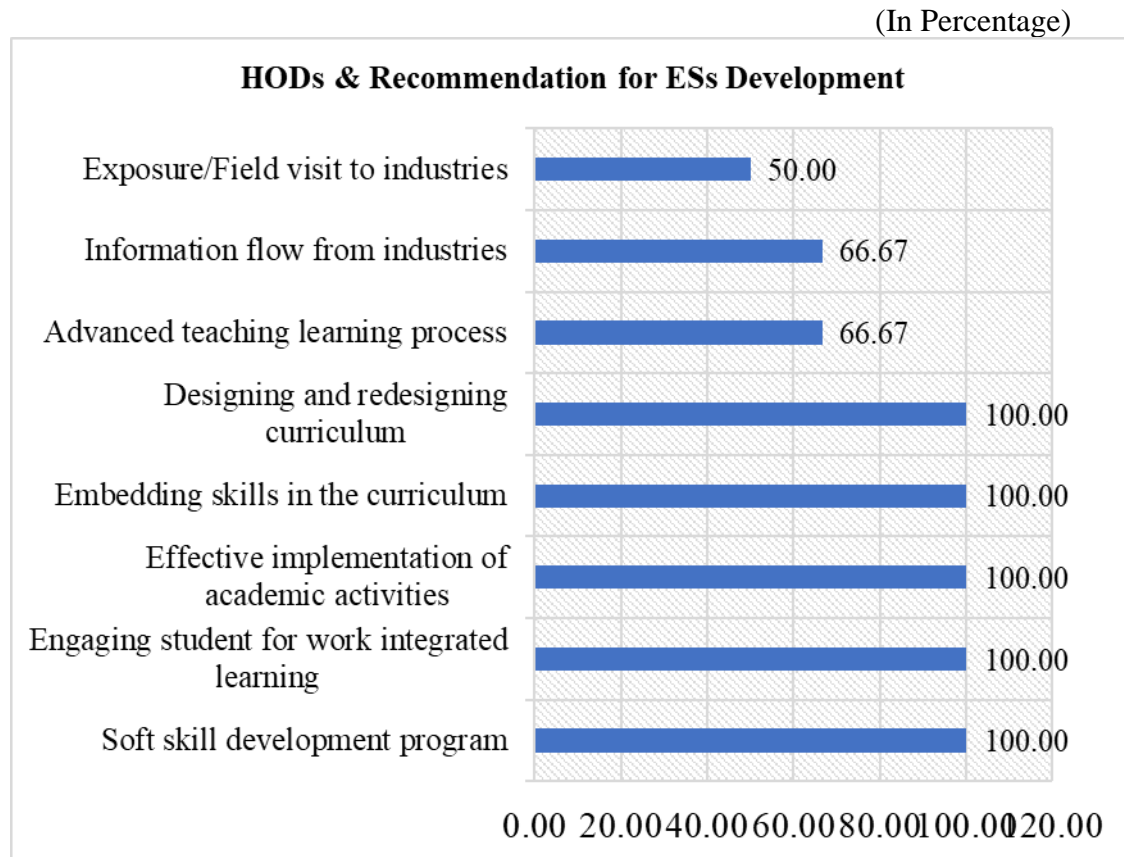 (In Percentage)
HODs & Recommendation for ESs Development
Exposure/Field visit to industries
50.00
Information flow from industries
66.67
Advanced teaching learning process
66.67
Designing and redesigning
curriculum
100.00
Embedding skills in the curriculum
100.00
Effective implementation of
academic activities
100.00
Engaging student for work integrated
learning
100.00
Soft skill development program
100.00
0.00 20.00 40.00 60.00 80.00 100.00 120.00